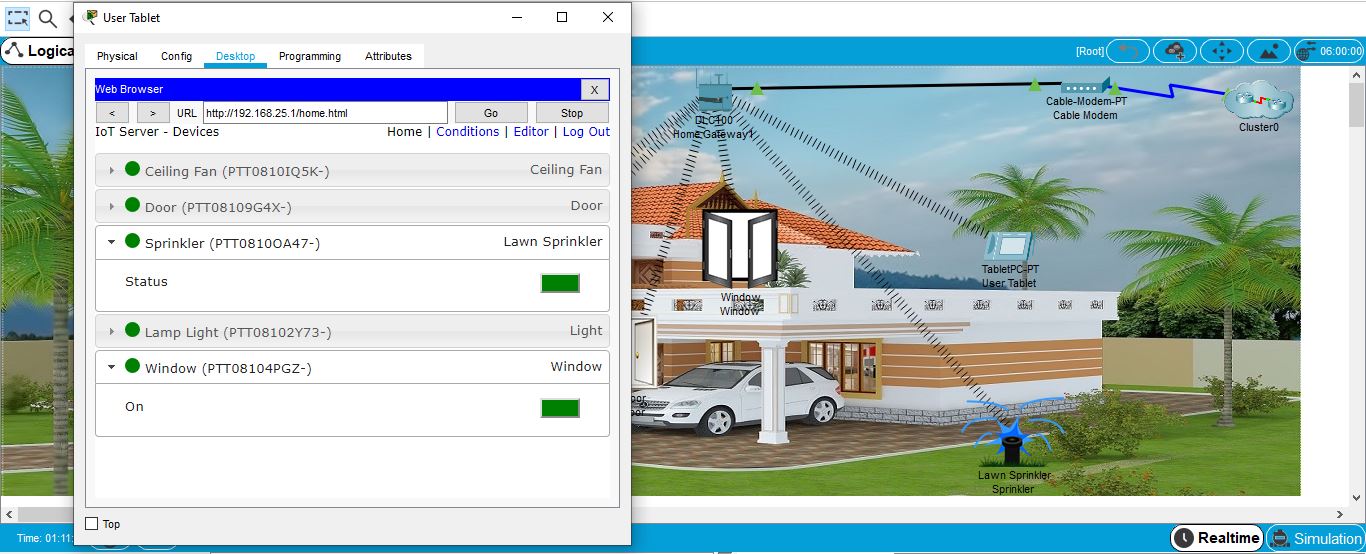 User Tablet
Physical Config Desktop Programming Attributes
Web Browser X
< > URL http://192.168.25.1/home.html Go Stop
IoT Server - Devices Home | Conditions | Editor | Log Out
Ceiling Fan (PTT0810IQ5K-) Ceiling Fan
Door (PTT08109G4X-) Door
Sprinkler (PTT0810OA47-) Lawn Sprinkler
Status
Lamp Light (PTT08102Y73-) Light
Window (PTT08104PGZ-) Window
On
Top
Logica
[Root] 06:00:00
DLC100
Home Gateway1
Cable-Modem-PT
Cable Modem
Cluster0
TabletPC-PT
User Tablet
Window
Window
Lawn Sprinkler
Sprinkler
Time: 01:11:
Realtime Simulation